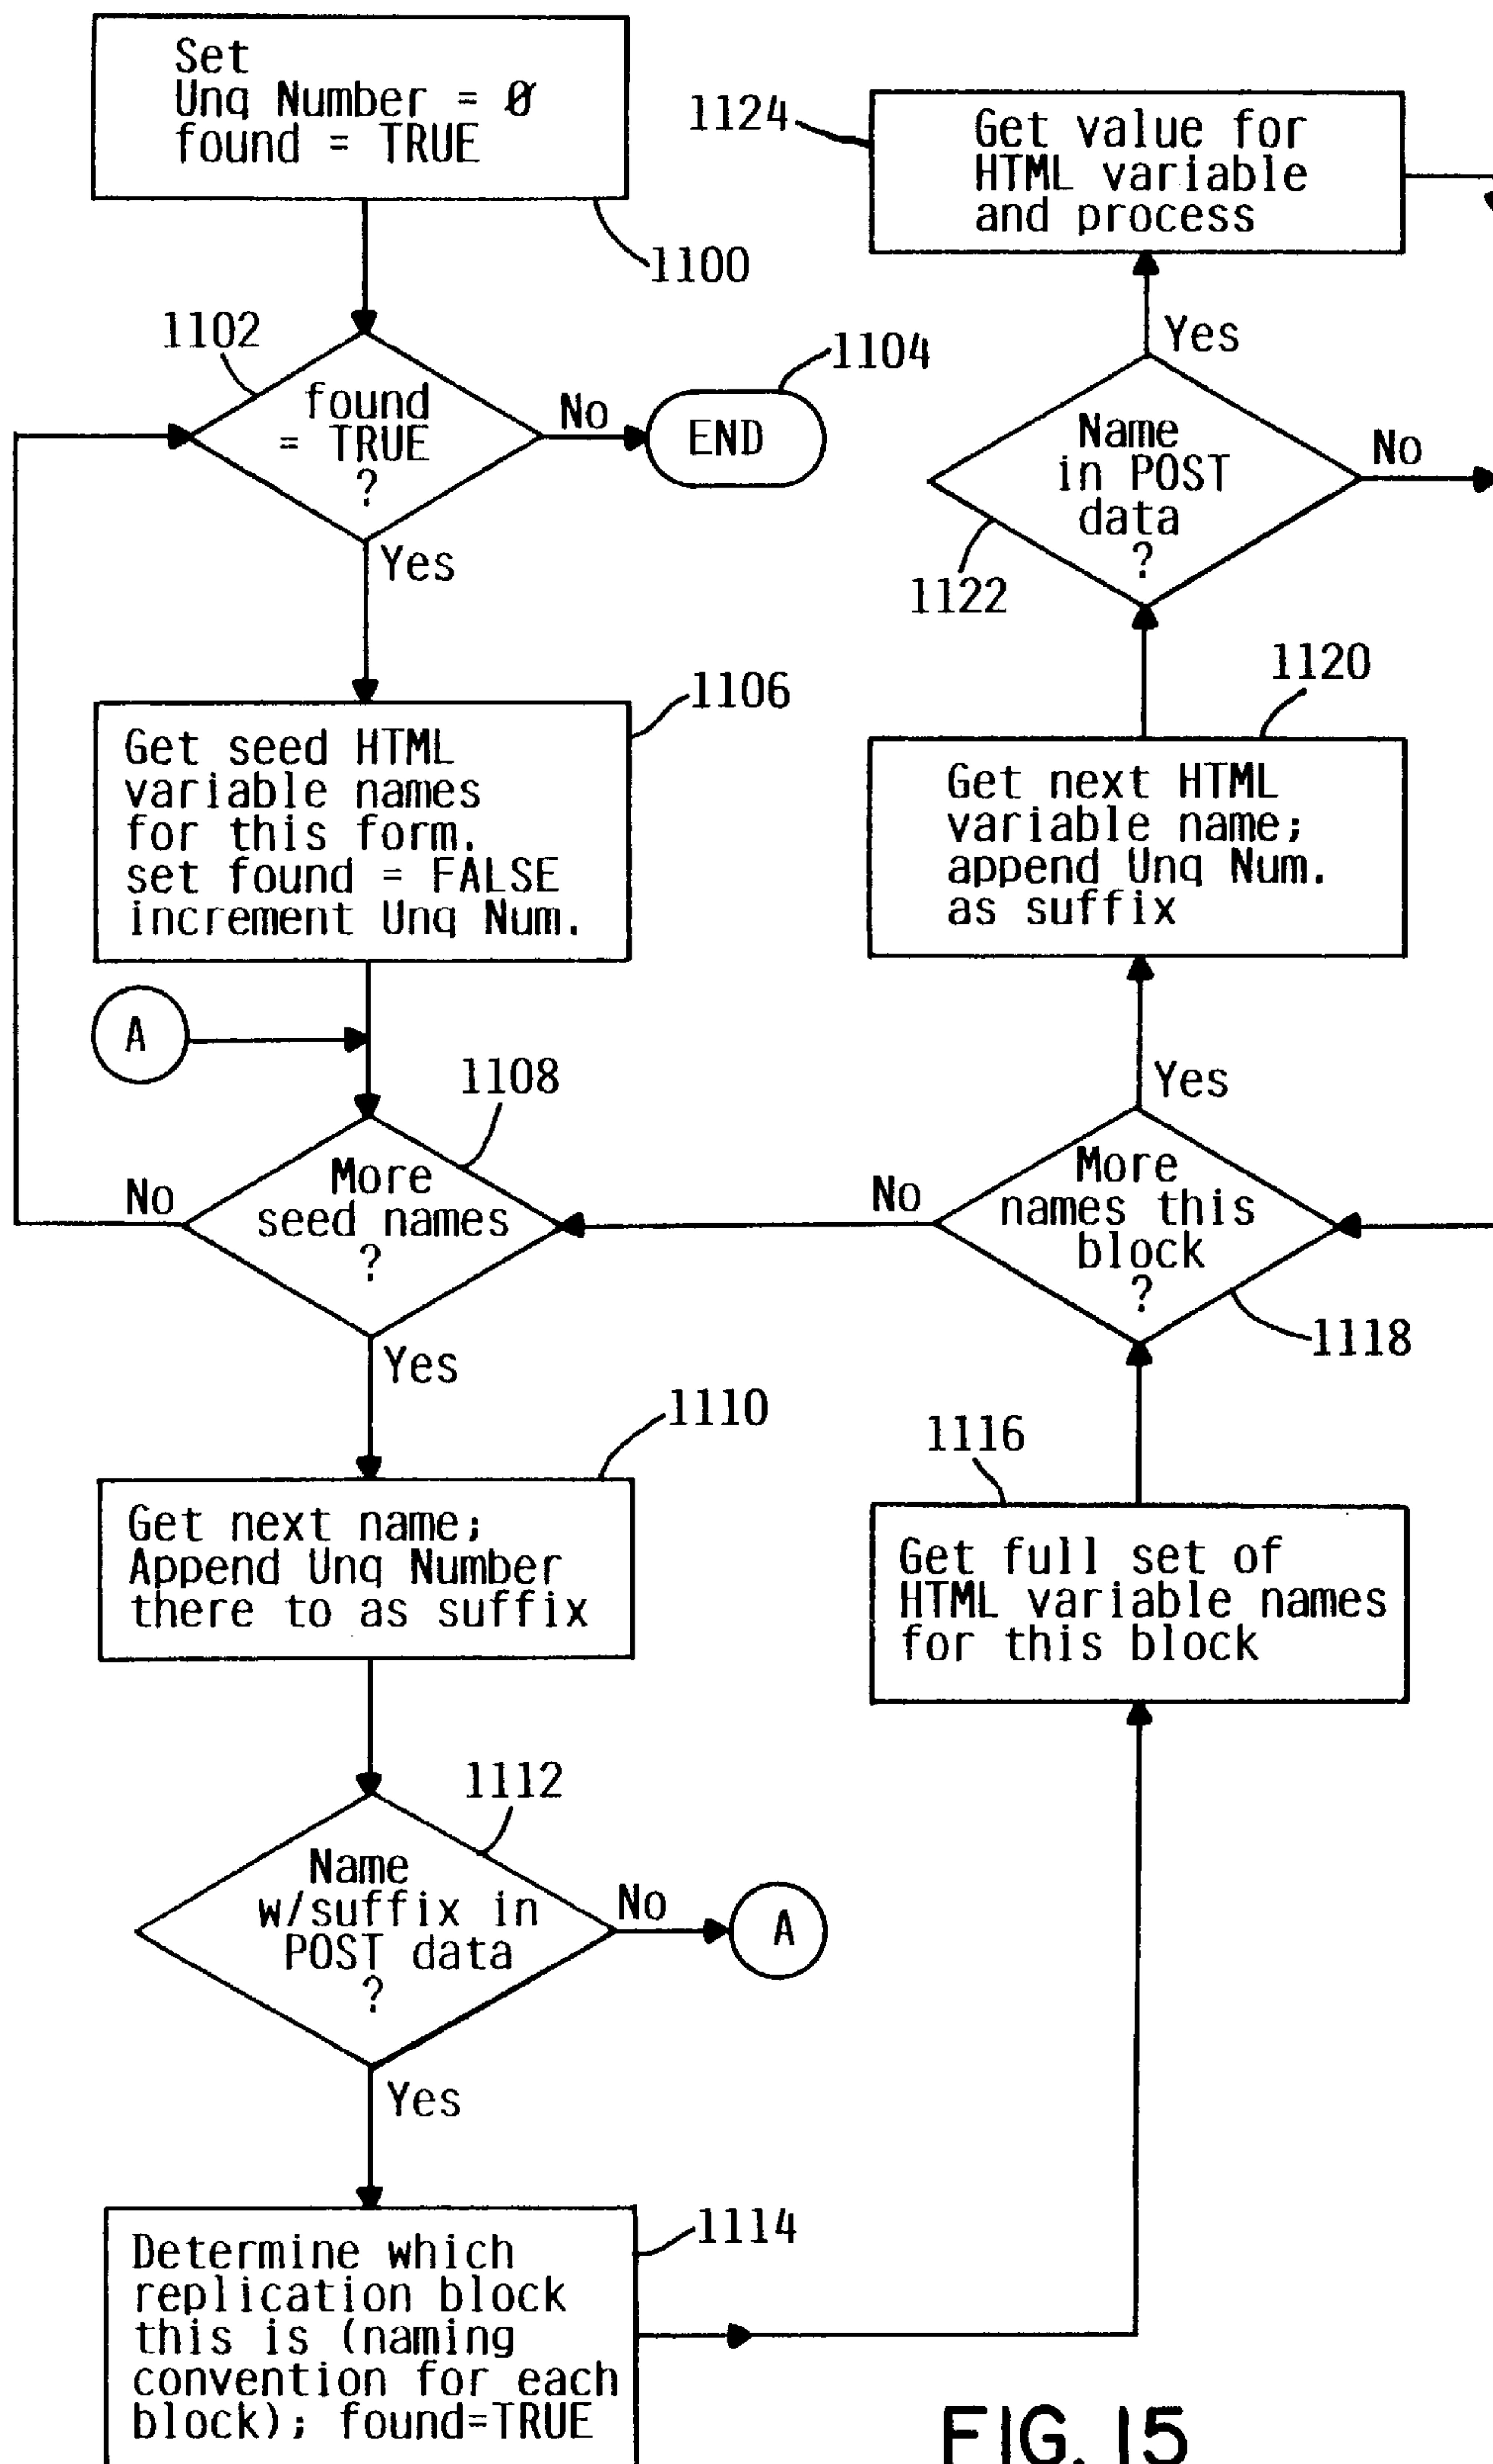 Set
Unq Number = 0
found = TRUE
1100
1102
found
= TRUE
?
No
END
1104
Yes
1106
Get seed HTML
variable names
for this form.
set found = FALSE
increment Unq Num.
A
1108
More
seed names
?
No
Yes
1110
Get next name;
Append Unq Number
there to as suffix
1112
Name
w/suffix in
POST data
?
No
A
Yes
1114
Determine which
replication block
this is (naming
convention for each
block); found=TRUE
1116
Get full set of
HTML variable names
for this block
More
names this
block
?
No
1118
Yes
1120
Get next HTML
variable name;
append Unq Num.
as suffix
Name
in POST
data
?
1122
No
Yes
1124
Get value for
HTML variable
and process
FIG. 15